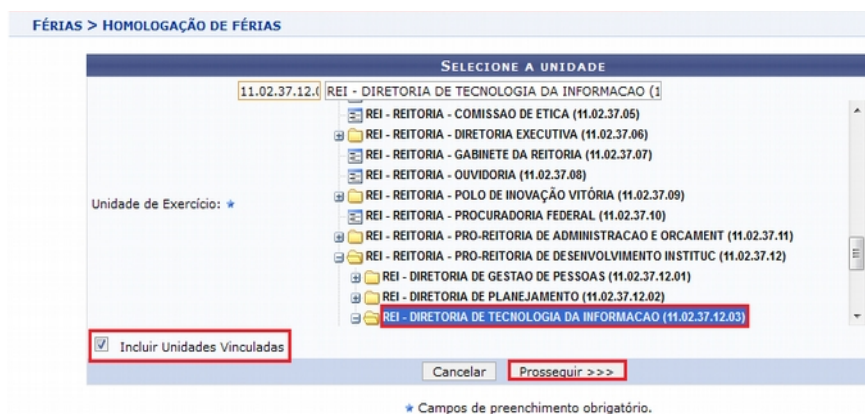 FÉRIAS > HOMOLOGAÇÃO DE FÉRIAS
SELECIONE A UNIDADE
11.02.37.12.( REI - DIRETORIA DE TECNOLOGIA DA INFORMACAO (1
REI - REITORIA - COMISSAO DE ETICA (11.02.37.05)
REI - REITORIA - DIRETORIA EXECUTIVA (11.02.37.06)
REI - REITORIA - GABINETE DA REITORIA (11.02.37.07)
REI - REITORIA - OUVIDORIA (11.02.37.08)
REI - REITORIA - POLO DE INOVAÇÃO VITÓRIA (11.02.37.09)
Unidade de Exercício:
REI - REITORIA - PROCURADORIA FEDERAL (11.02.37.10)
REI - REITORIA - PRO-REITORIA DE ADMINISTRACAO E ORCAMENT (11.02.37.11)
REI - REITORIA - PRO-REITORIA DE DESENVOLVIMENTO INSTITUC (11.02.37.12)
REI - DIRETORIA DE GESTAO DE PESSOAS (11.02.37.12.01)
REI - DIRETORIA DE PLANEJAMENTO (11.02.37.12.02)
REI - DIRETORIA DE TECNOLOGIA DA INFORMACAO (11.02.37.12.03)
Incluir Unidades Vinculadas
Cancelar Prosseguir >>>
Campos de preenchimento obrigatório.